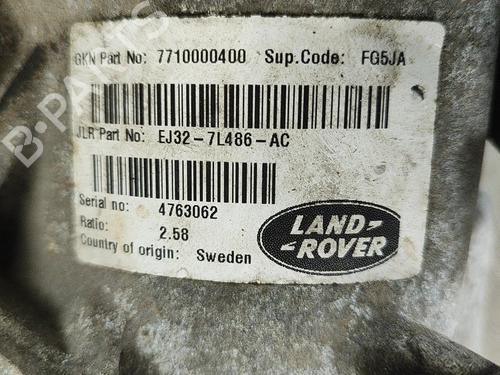 GKN Part No: 7710000400 Sup.Code: FG5JA
JLR Part No: EJ32-7L486-AC
Serial no: 4763062
Ratio: 2.58
Country of origin: Sweden
LAND-
-ROVER